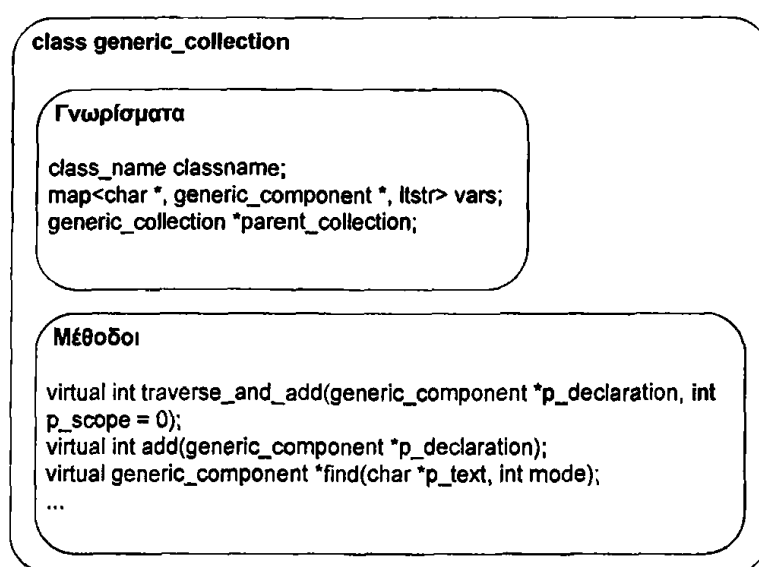 class generic_collection
Γνωρίσματα
class_name classname;
map<char *, generic_component *, ltstr> vars;
generic_collection *parent_collection;
Μέθοδοι
virtual int traverse_and_add(generic_component *p_declaration, int
p_scope = 0);
virtual int add(generic_component *p_declaration);
virtual generic_component *find(char *p_text, int mode);
...